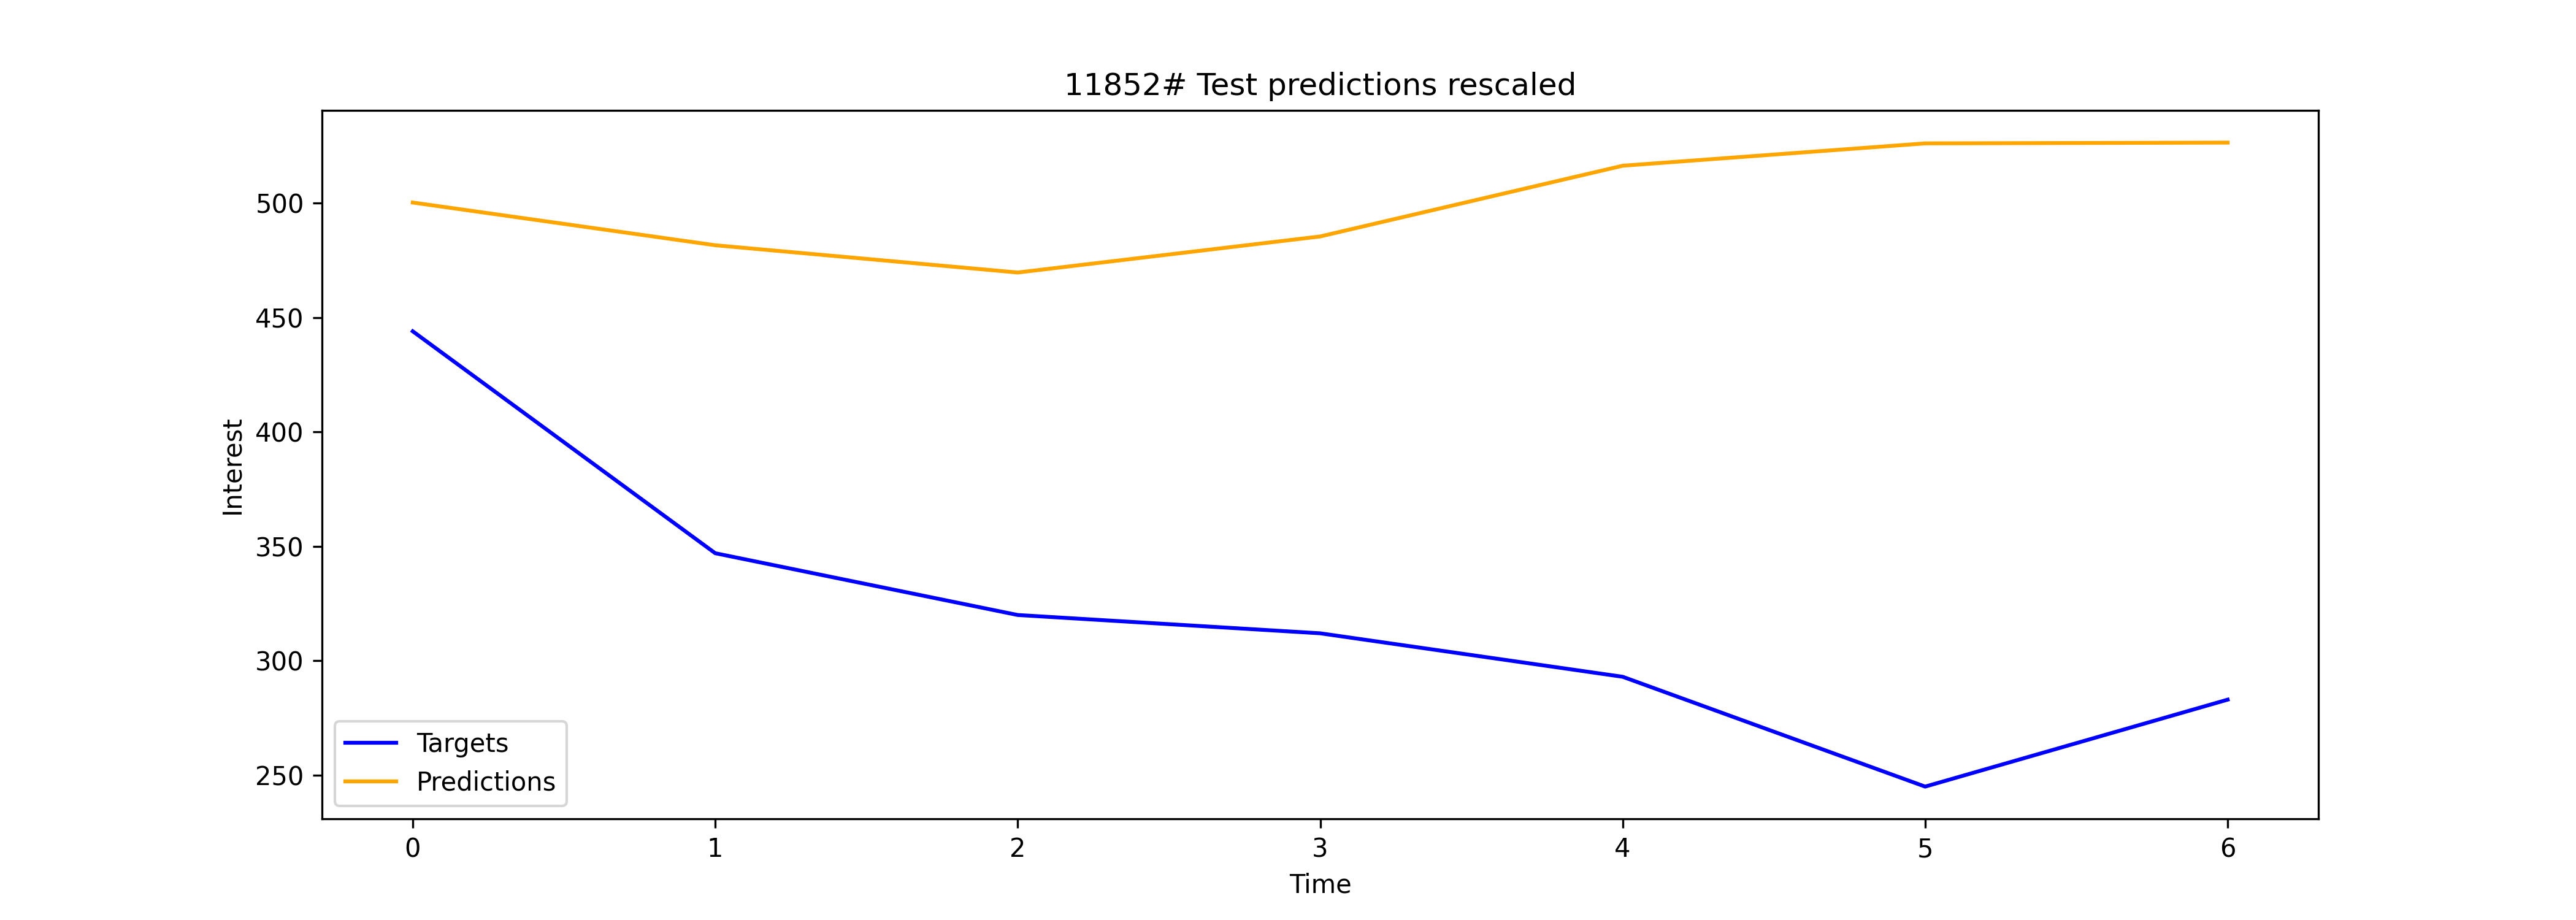 11852# Test predictions rescaled
500
450
400
350
300
250
Interest
Targets
Predictions
0 1 2 3 4 5 6
Time